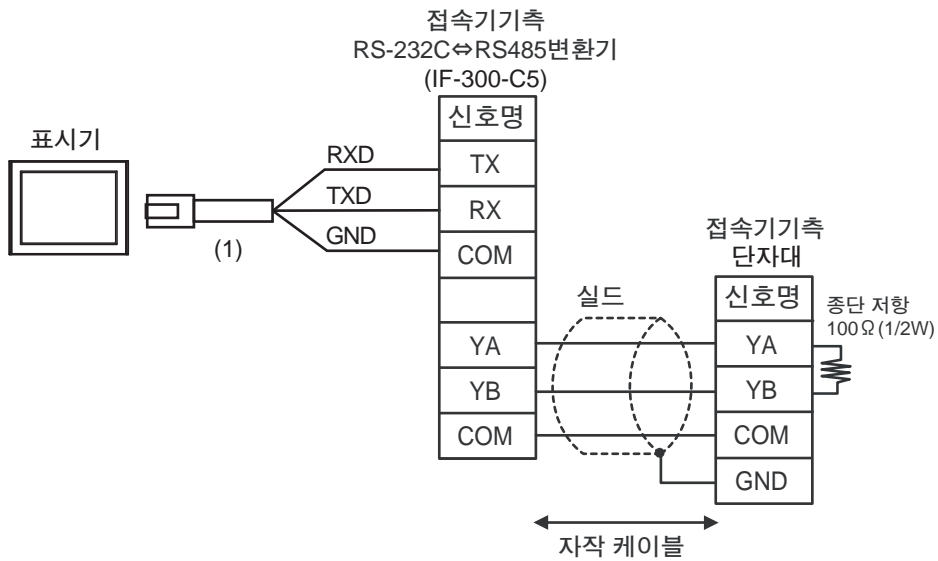 접속기기측
RS-232C⇔RS485변환기
(IF-300-C5)
신호명
표시기
RXD
TX
TXD
RX
GND
COM
(1)
접속기기측
단자대
실드
신호명
종단 저항
100Ω(1/2W)
YA
YA
YB
YB
COM
COM
GND
자작 케이블